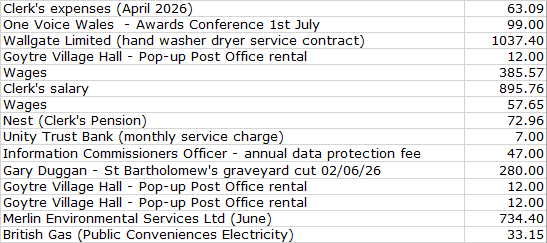 Clerk's expenses (April 2026) 63.09
One Voice Wales - Awards Conference 1st July 99.00
Wallgate Limited (hand washer dryer service contract) 1037.40
Goytre Village Hall - Pop-up Post Office rental 12.00
Wages 385.57
Clerk's salary 895.76
Wages 57.65
Nest (Clerk's Pension) 72.96
Unity Trust Bank (monthly service charge) 7.00
Information Commissioners Officer - annual data protection fee 47.00
Gary Duggan - St Bartholomew's graveyard cut 02/06/26 280.00
Goytre Village Hall - Pop-up Post Office rental 12.00
Goytre Village Hall - Pop-up Post Office rental 12.00
Merlin Environmental Services Ltd (June) 734.40
British Gas (Public Conveniences Electricity) 33.15